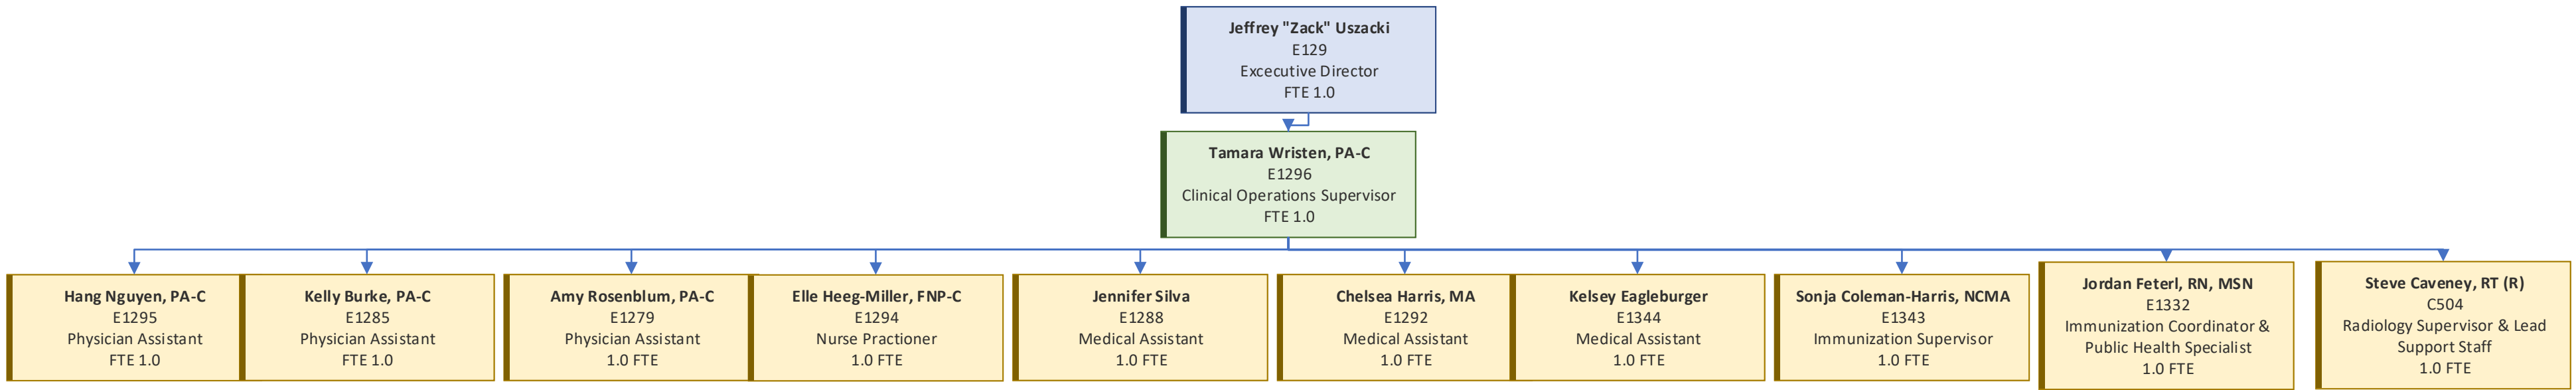 Jeffrey "Zack" Uszacki
E129
Excecutive Director
FTE 1.0
Tamara Wristen, PA-C
E1296
Clinical Operations Supervisor
FTE 1.0
Hang Nguyen, PA-C
E1295
Physician Assistant
FTE 1.0
Kelly Burke, PA-C
E1285
Physician Assistant
FTE 1.0
Amy Rosenblum, PA-C
E1279
Physician Assistant
1.0 FTE
Elle Heeg-Miller, FNP-C
E1294
Nurse Practioner
1.0 FTE
Jennifer Silva
E1288
Medical Assistant
1.0 FTE
Chelsea Harris, MA
E1292
Medical Assistant
1.0 FTE
Kelsey Eagleburger
E1344
Medical Assistant
1.0 FTE
Sonja Coleman-Harris, NCMA
E1343
Immunization Supervisor
1.0 FTE
Jordan Feterl, RN, MSN
E1332
Immunization Coordinator &
Public Health Specialist
1.0 FTE
Steve Caveney, RT (R)
C504
Radiology Supervisor & Lead
Support Staff
1.0 FTE